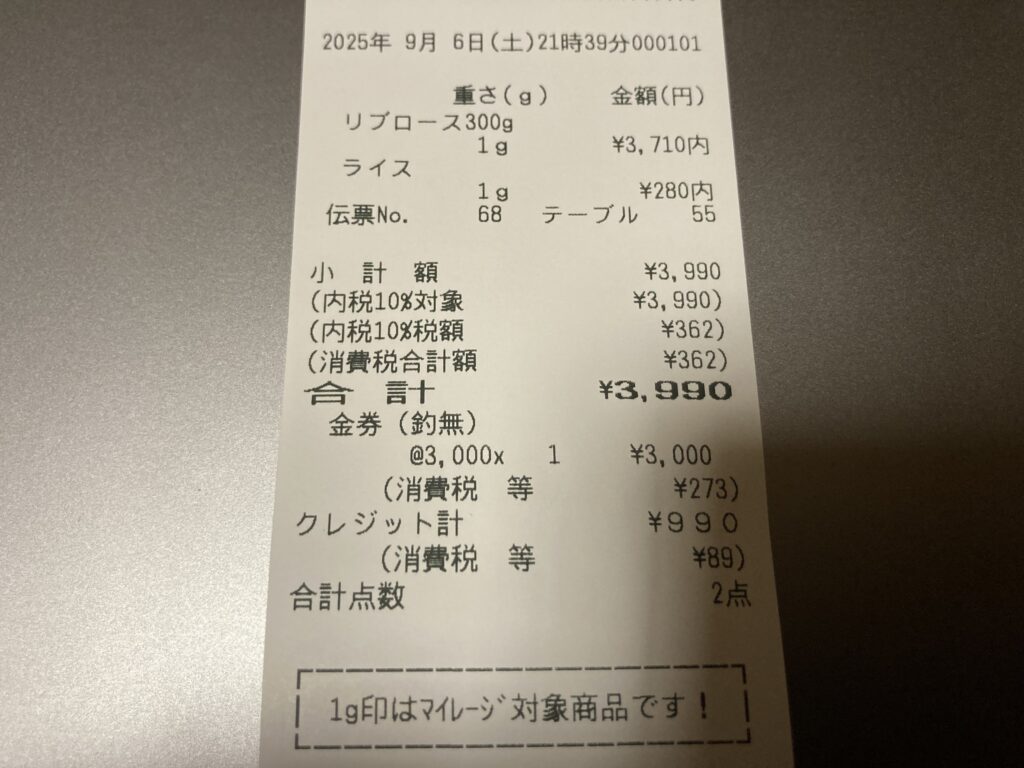 2025年 9月 6日(土)21時39分000101
重さ(g) 金額(円)
リブロース300g
1g ¥3,710内
ライス
1g ¥280内
伝票No. 68 テーブル 55
小 計 額 ¥3,990
(内税10%対象 ¥3,990)
(内税10%税額 ¥362)
(消費税合計額 ¥362)
合 計 ¥3,990
金券(釣無)
@3,000x 1 ¥3,000
(消費税 等 ¥273)
クレジット計 ¥990
(消費税 等 ¥89)
合計点数 2点
1g印はマイレージ対象商品です!